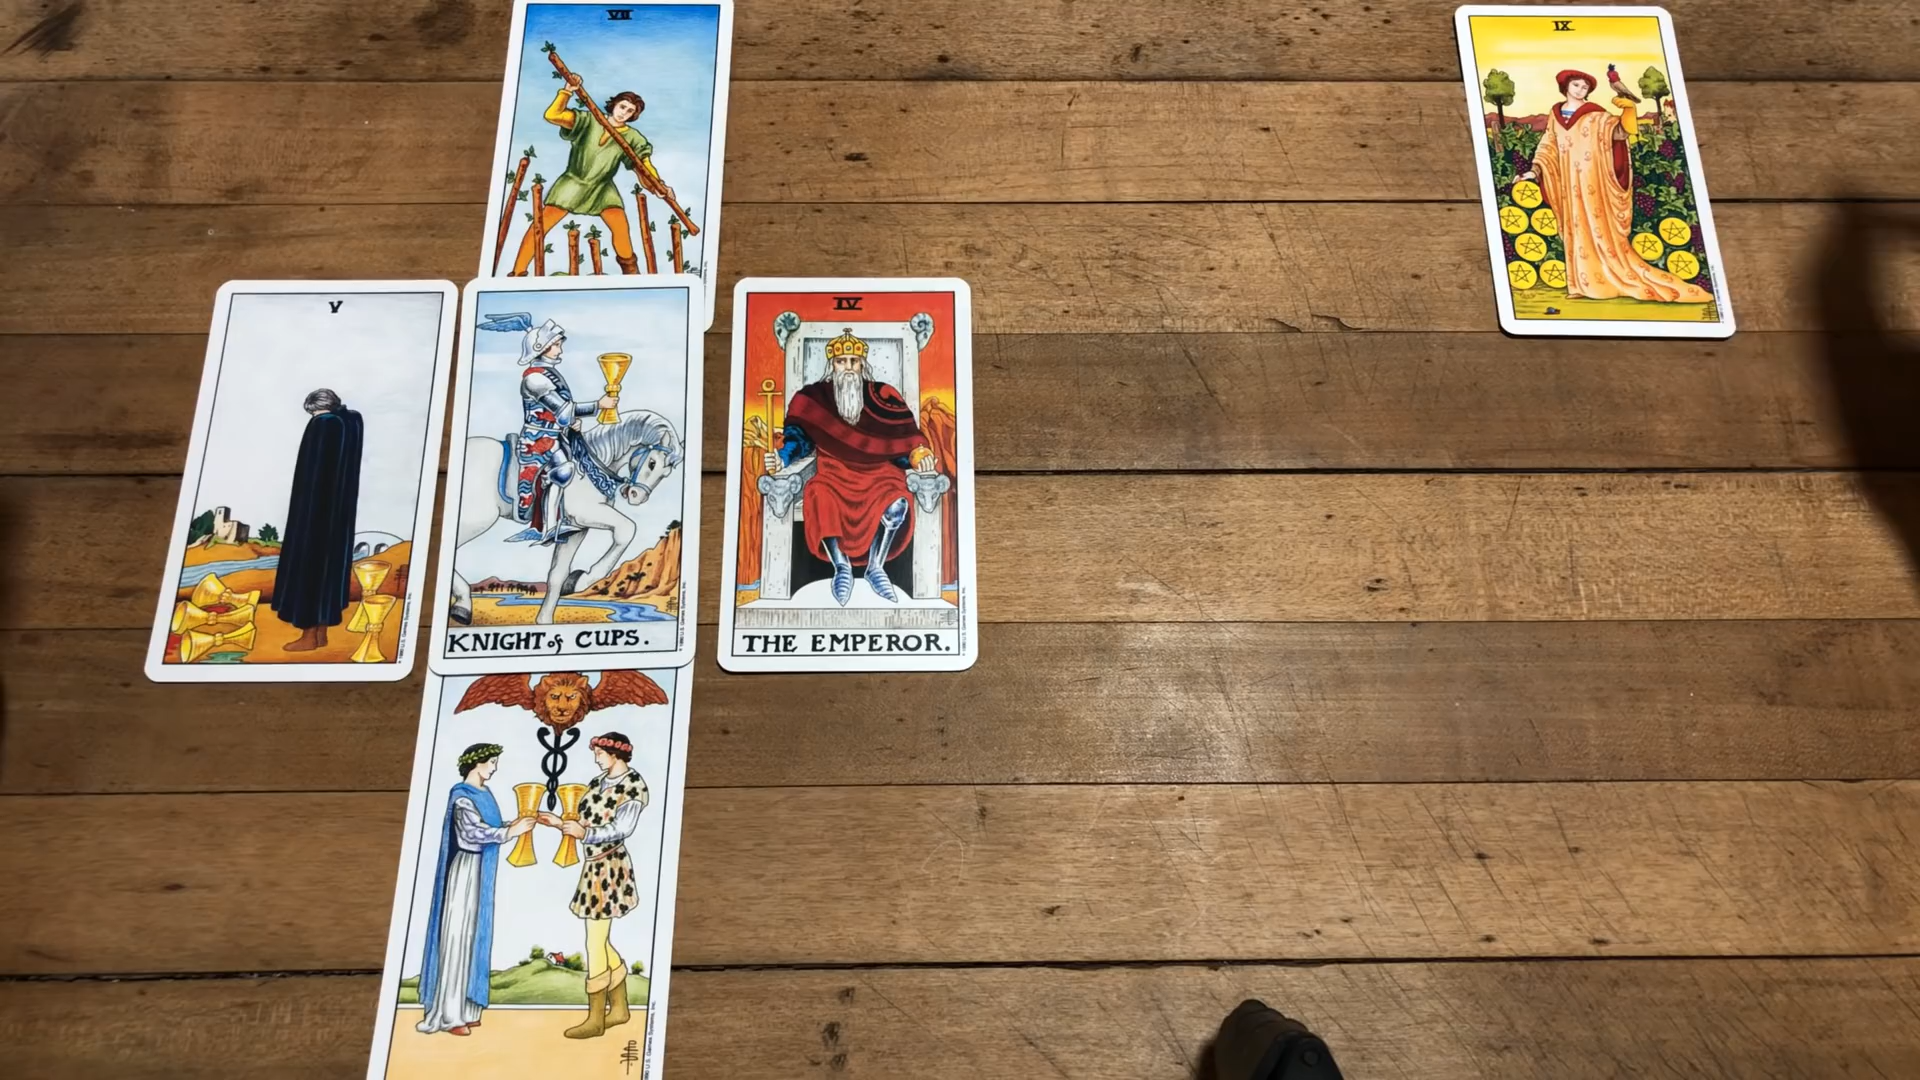 VII
IX
V
IV
KNIGHT of CUPS.
THE EMPEROR.